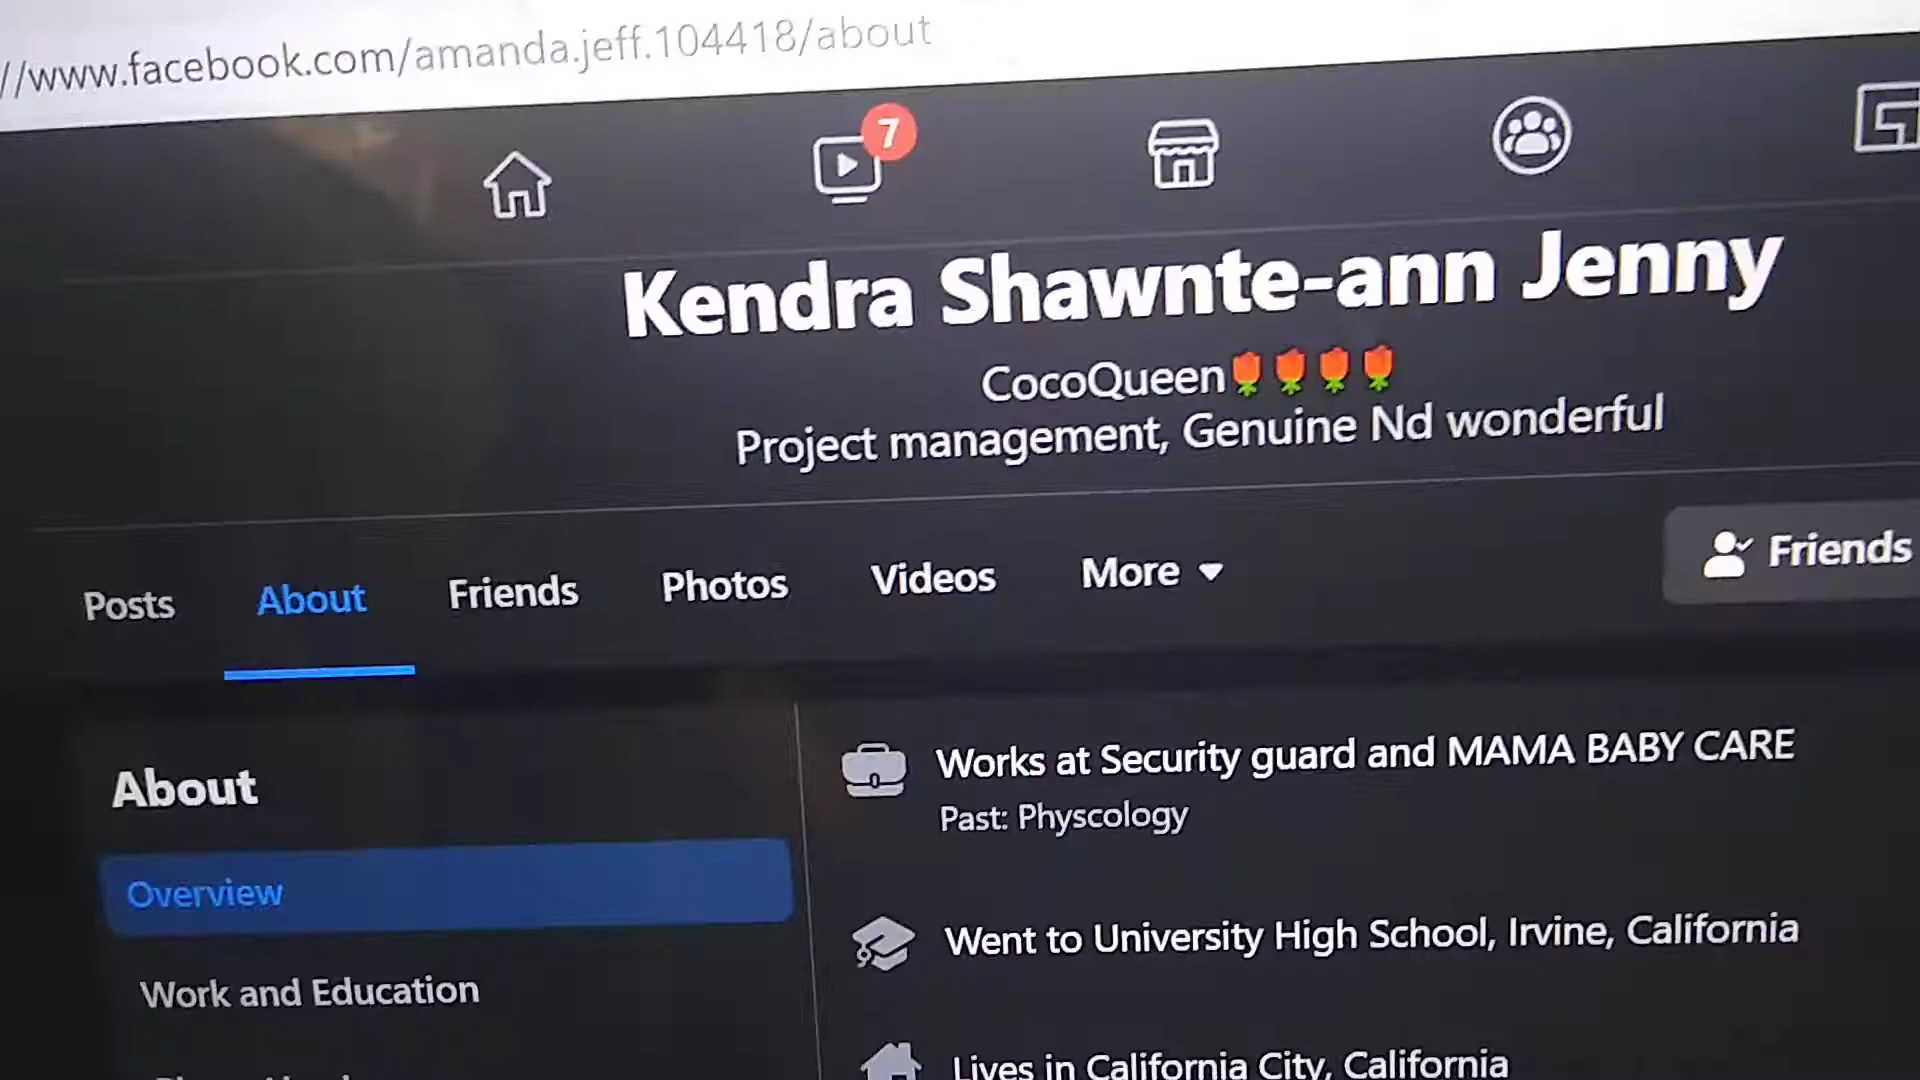 //www.facebook.com/amanda.jeff.104418/about
7
Kendra Shawnte-ann Jenny
CocoQueen🌷🌷🌷🌷
Project management, Genuine Nd wonderful
Posts About Friends Photos Videos More
Friends
About
Overview
Work and Education
Works at Security guard and MAMA BABY CARE
Past: Physcology
Went to University High School, Irvine, California
Lives in California City, California